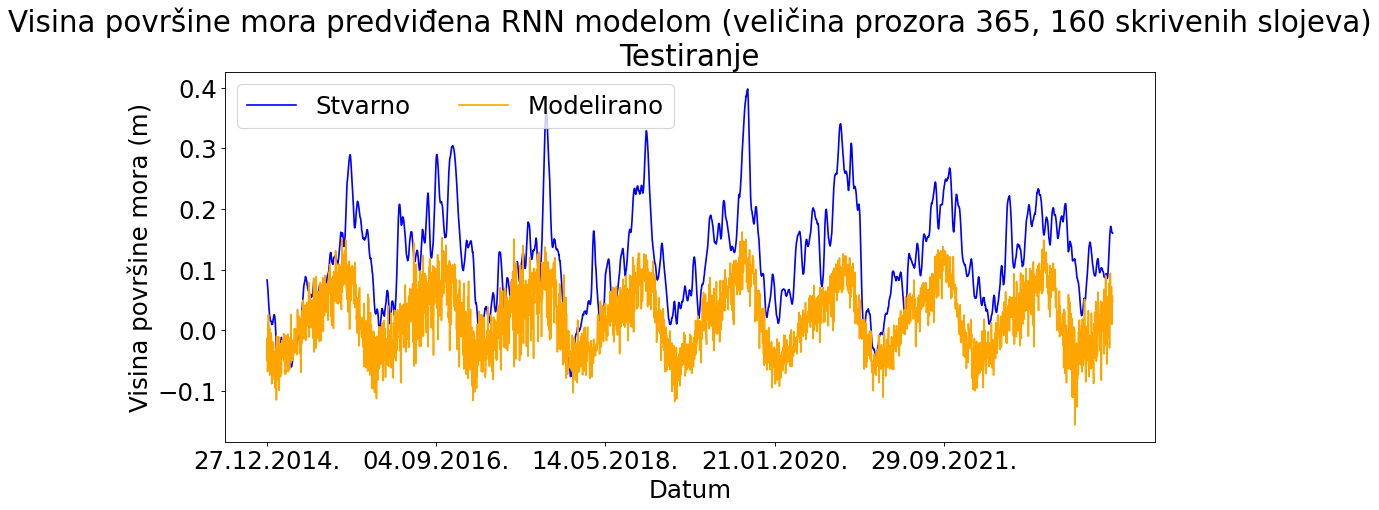 Visina površine mora predviđena RNN modelom (veličina prozora 365, 160 skrivenih slojeva)
Testiranje
Stvarno Modelirano
Visina površine mora (m)
0.4
0.3
0.2
0.1
0.0
−0.1
27.12.2014. 04.09.2016. 14.05.2018. 21.01.2020. 29.09.2021.
Datum